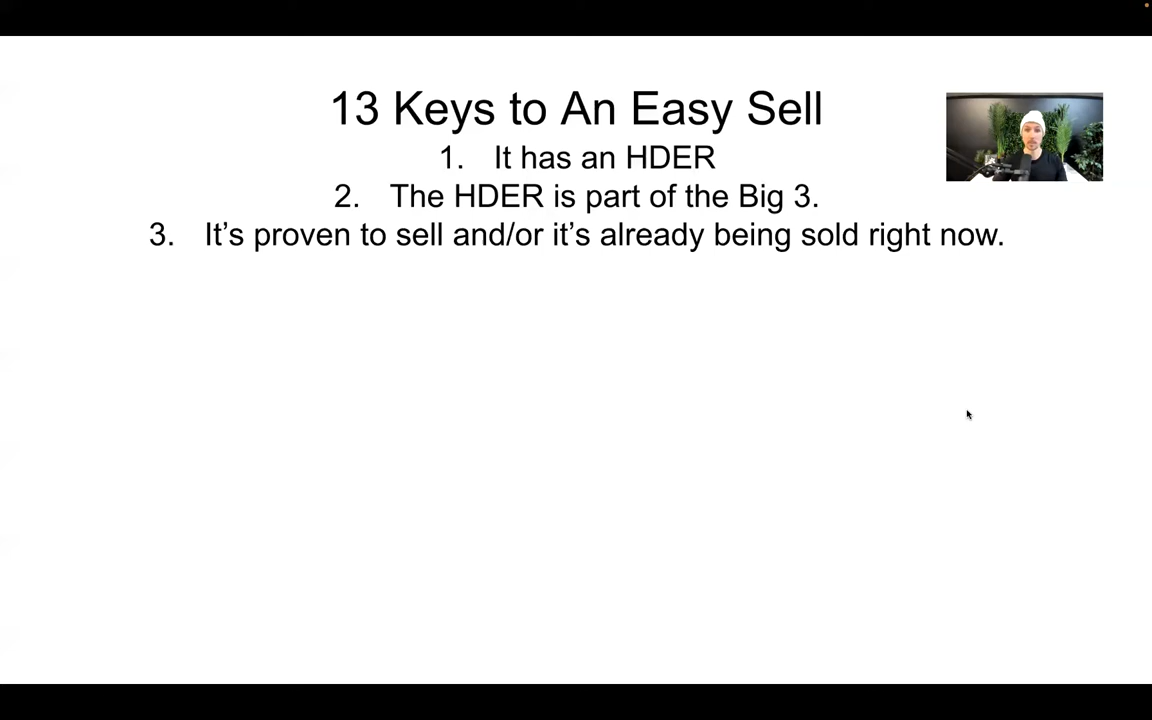 13 Keys to An Easy Sell
1. It has an HDER
2. The HDER is part of the Big 3.
3. It’s proven to sell and/or it’s already being sold right now.